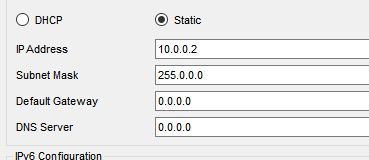 DHCP Static
IP Address 10.0.0.2
Subnet Mask 255.0.0.0
Default Gateway 0.0.0.0
DNS Server 0.0.0.0
IPv6 Configuration